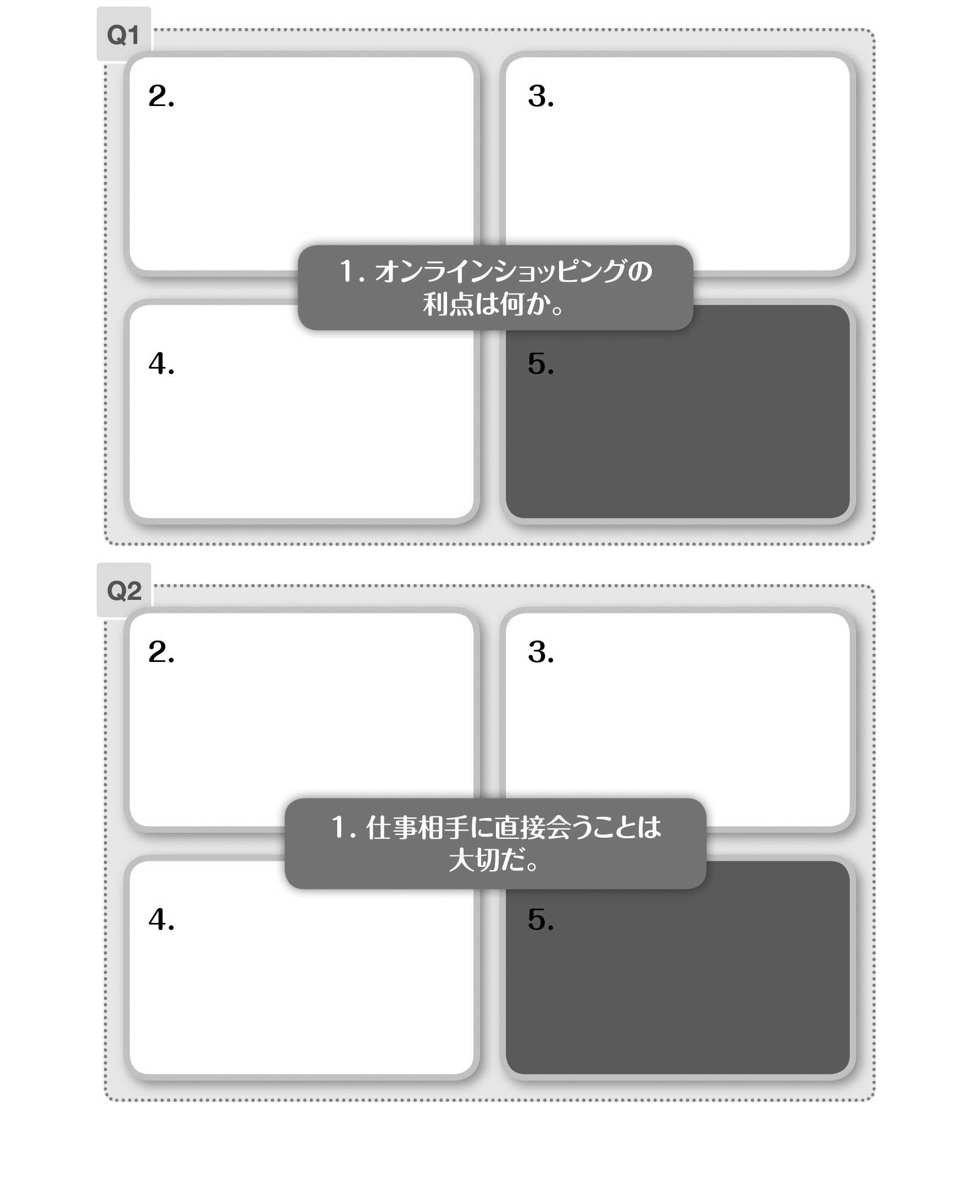 Q1
2.
3.
1. オンラインショッピングの
利点は何か。
4.
5.
Q2
2.
3.
1. 仕事相手に直接会うことは
大切だ。
4.
5.